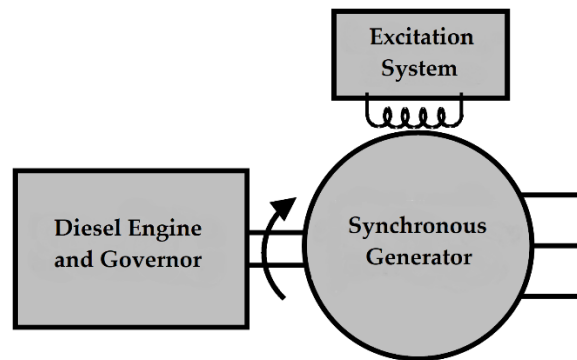 Excitation
System
Diesel Engine
and Governor
Synchronous
Generator